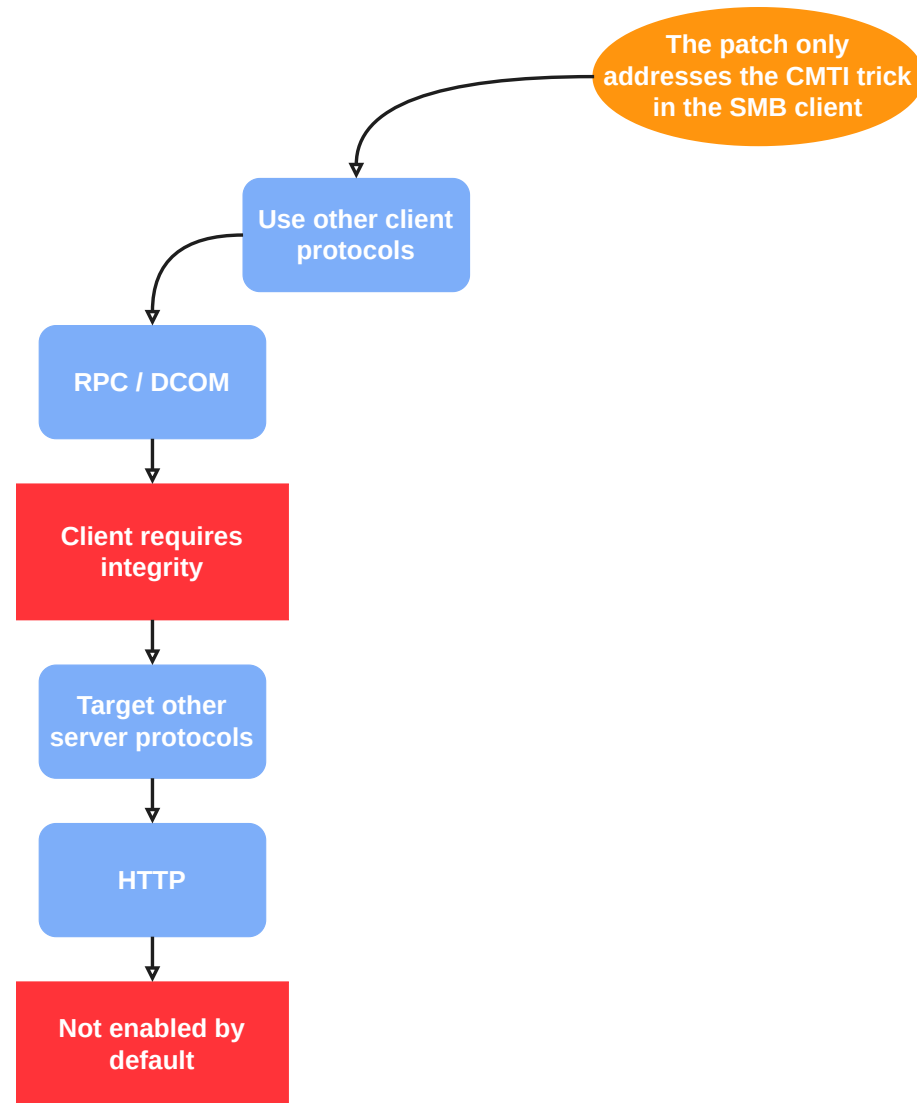 The patch only
addresses the CMTI trick
in the SMB client
Use other client
protocols
RPC / DCOM
Client requires
integrity
Target other
server protocols
HTTP
Not enabled by
default